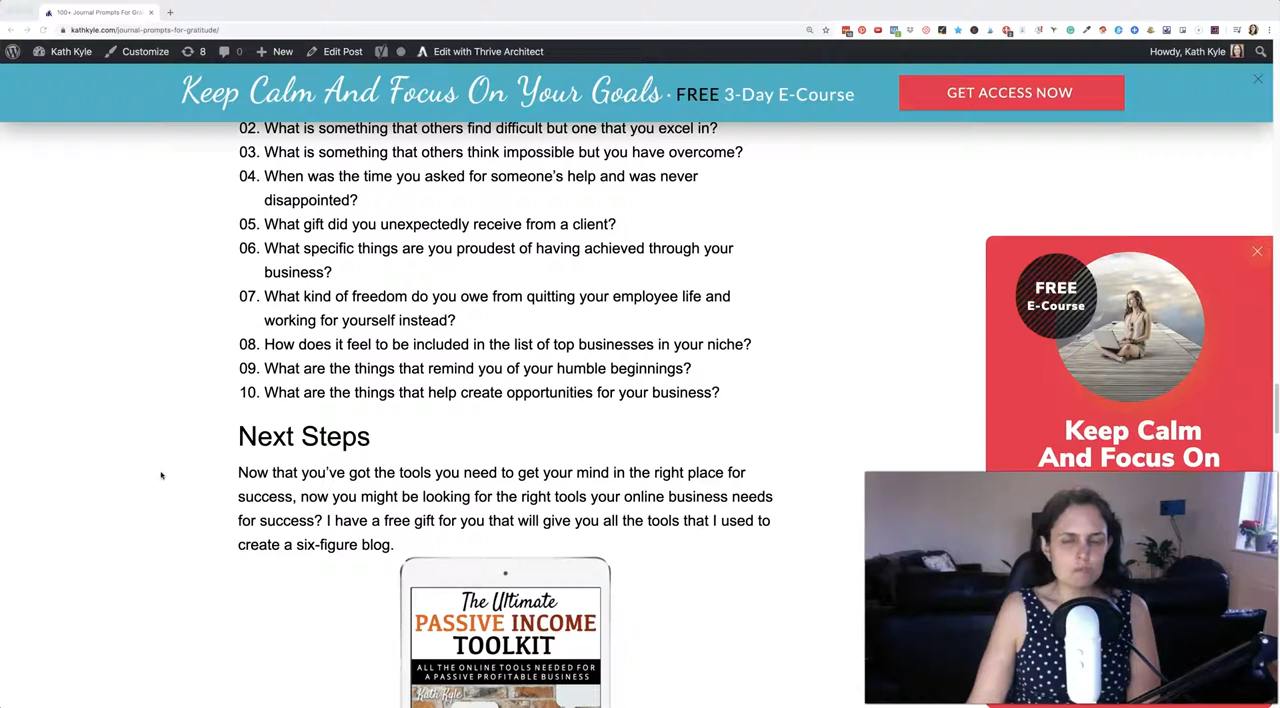 100+ Journal Prompts For Gra
kathkyle.com/journal-prompts-for-gratitude/
Kath Kyle Customize 8 0 New Edit Post Edit with Thrive Architect Howdy, Kath Kyle
Keep Calm And Focus On Your Goals · FREE 3-Day E-Course GET ACCESS NOW
02. What is something that others find difficult but one that you excel in?
03. What is something that others think impossible but you have overcome?
04. When was the time you asked for someone's help and was never
disappointed?
05. What gift did you unexpectedly receive from a client?
06. What specific things are you proudest of having achieved through your
business?
07. What kind of freedom do you owe from quitting your employee life and
working for yourself instead?
08. How does it feel to be included in the list of top businesses in your niche?
09. What are the things that remind you of your humble beginnings?
10. What are the things that help create opportunities for your business?
Next Steps
Now that you've got the tools you need to get your mind in the right place for
success, now you might be looking for the right tools your online business needs
for success? I have a free gift for you that will give you all the tools that I used to
create a six-figure blog.
The Ultimate
PASSIVE INCOME
TOOLKIT
ALL THE ONLINE TOOLS NEEDED FOR
A PASSIVE PROFITABLE BUSINESS
Kath Kyle
FREE
E-Course
Keep Calm
And Focus On